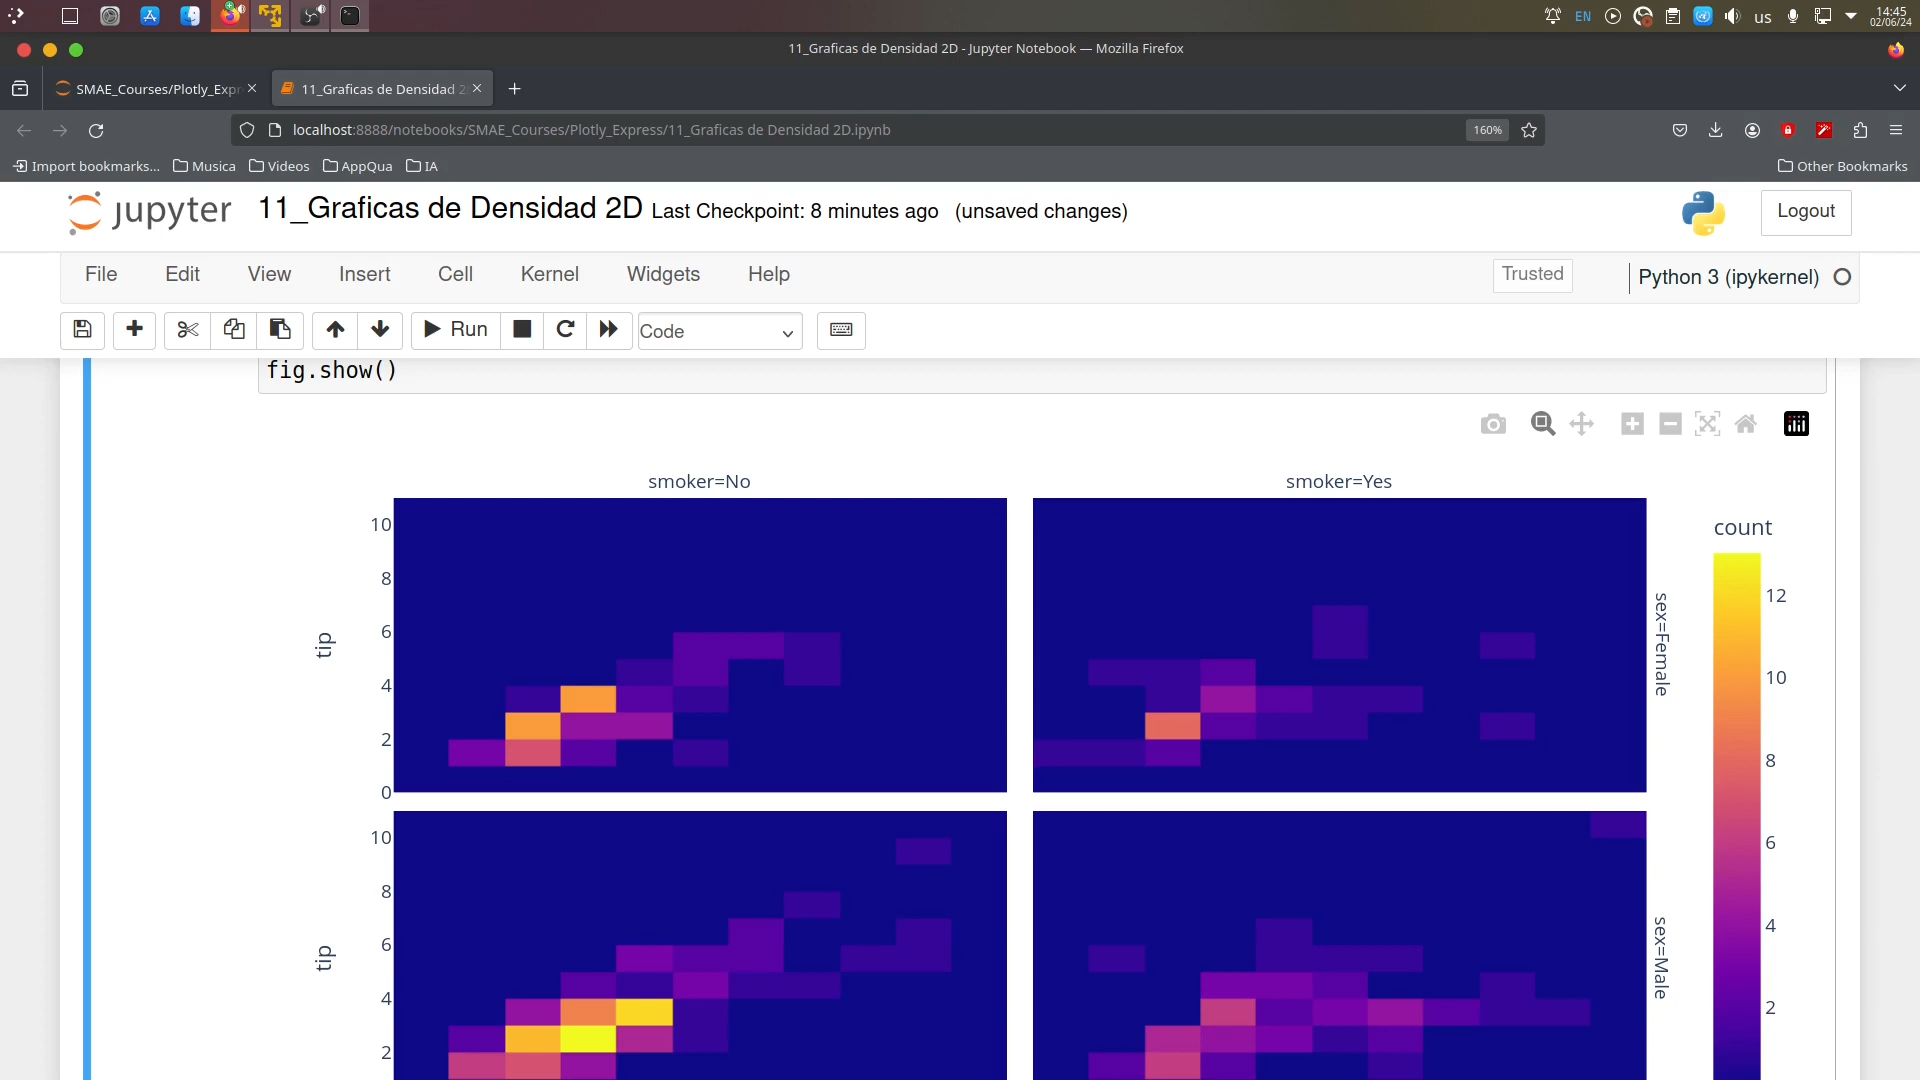 EN
us
14:45
02/06/24
11_Graficas de Densidad 2D - Jupyter Notebook — Mozilla Firefox
SMAE_Courses/Plotly_Expr
11_Graficas de Densidad 2
localhost:8888/notebooks/SMAE_Courses/Plotly_Express/11_Graficas de Densidad 2D.ipynb
160%
Import bookmarks...
Musica
Videos
AppQua
IA
Other Bookmarks
jupyter
11_Graficas de Densidad 2D Last Checkpoint: 8 minutes ago (unsaved changes)
Logout
File
Edit
View
Insert
Cell
Kernel
Widgets
Help
Trusted
Python 3 (ipykernel)
Run
Code
fig.show()
smoker=No
smoker=Yes
10
8
6
4
2
0
tip
sex=Female
count
12
10
8
6
4
2
10
8
6
4
2
tip
sex=Male